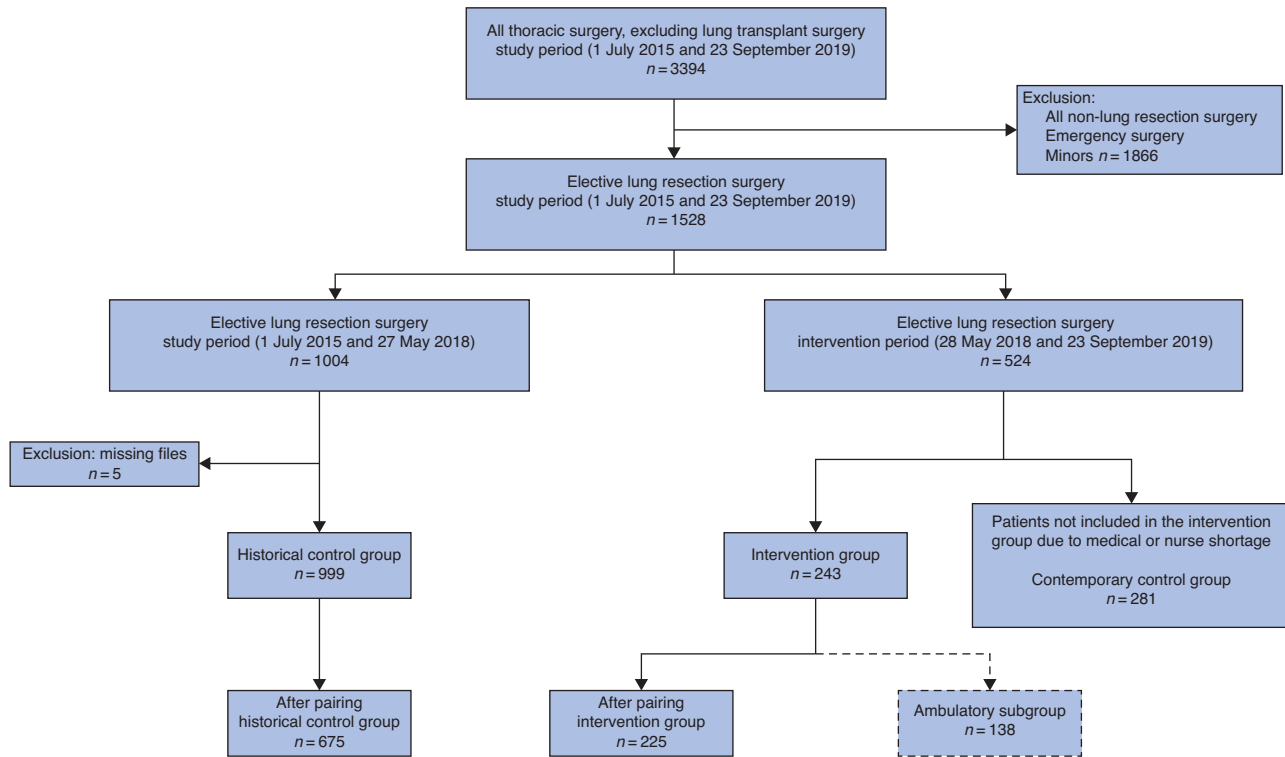 All thoracic surgery, excluding lung transplant surgery
study period (1 July 2015 and 23 September 2019)
n = 3394
Exclusion:
All non-lung resection surgery
Emergency surgery
Minors n = 1866
Elective lung resection surgery
study period (1 July 2015 and 23 September 2019)
n = 1528
Elective lung resection surgery
study period (1 July 2015 and 27 May 2018)
n = 1004
Elective lung resection surgery
intervention period (28 May 2018 and 23 September 2019)
n = 524
Exclusion: missing files
n = 5
Historical control group
n = 999
Intervention group
n = 243
Patients not included in the intervention
group due to medical or nurse shortage
Contemporary control group
n = 281
After pairing
historical control group
n = 675
After pairing
intervention group
n = 225
Ambulatory subgroup
n = 138